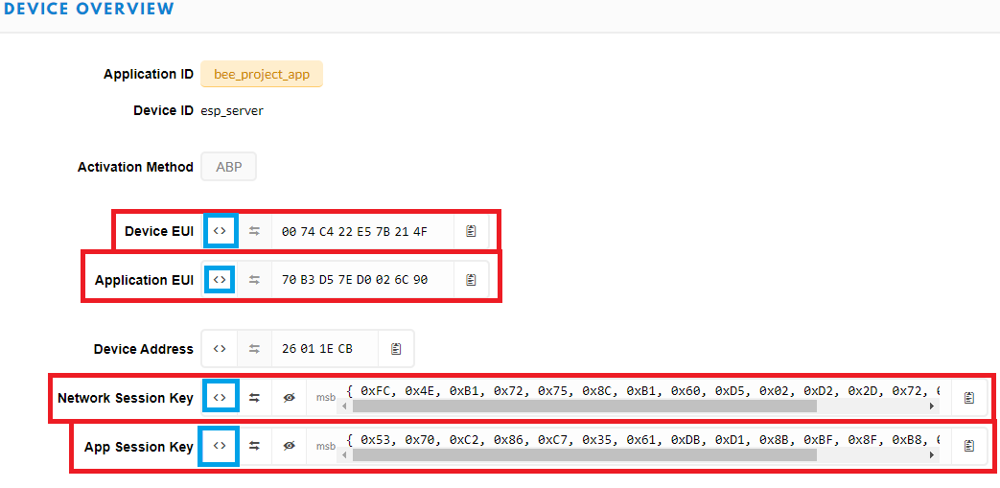 DEVICE OVERVIEW
Application ID bee_project_app
Device ID esp_server
Activation Method ABP
Device EUI <> 00 74 C4 22 E5 7B 21 4F
Application EUI <> 70 B3 D5 7E D0 02 6C 90
Device Address <> 26 01 1E CB
Network Session Key <> msb { 0xFC, 0x4E, 0xB1, 0x72, 0x75, 0x8C, 0xB1, 0x60, 0xD5, 0x02, 0xD2, 0x2D, 0x72,
App Session Key <> msb { 0x53, 0x70, 0xC2, 0x86, 0xC7, 0x35, 0x61, 0xDB, 0xD1, 0x8B, 0xBF, 0x8F, 0xB8,